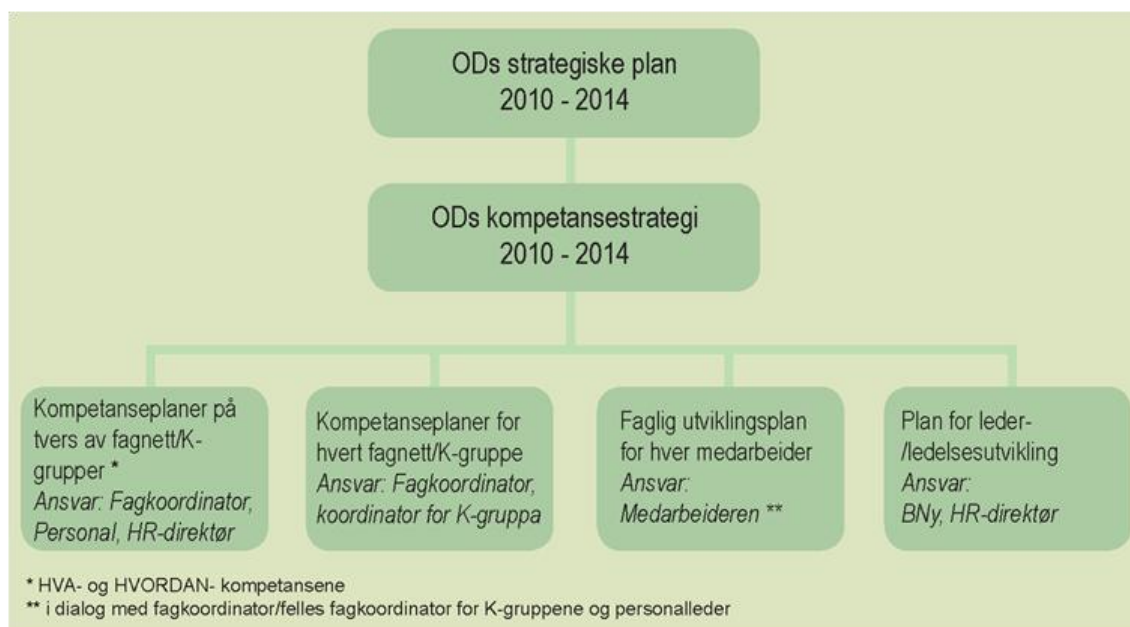 ODs strategiske plan
2010 - 2014
ODs kompetansestrategi
2010 - 2014
Kompetanseplaner på
tvers av fagnett/K-
grupper *
Ansvar: Fagkoordinator,
Personal, HR-direktør
Kompetanseplaner for
hvert fagnett/K-gruppe
Ansvar: Fagkoordinator,
koordinator for K-gruppa
Faglig utviklingsplan
for hver medarbeider
Ansvar:
Medarbeideren **
Plan for leder-
/ledelsesutvikling
Ansvar:
BNy, HR-direktør
* HVA- og HVORDAN- kompetansene
** i dialog med fagkoordinator/felles fagkoordinator for K-gruppene og personalleder